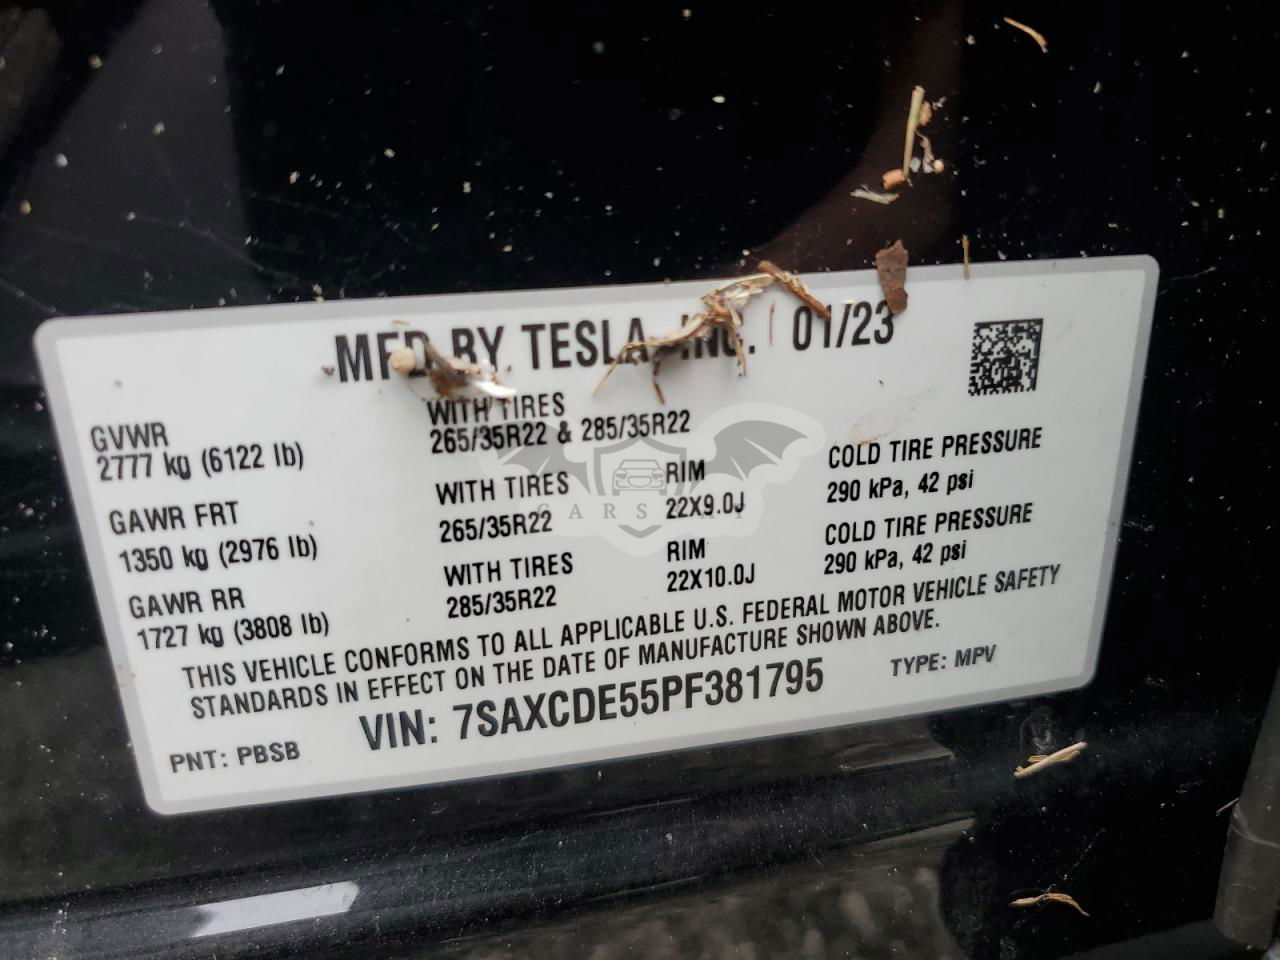 MFD BY TESLA, INC. 01/23
GVWR
2777 kg (6122 lb)
WITH TIRES
265/35R22 & 285/35R22
GAWR FRT
1350 kg (2976 lb)
WITH TIRES
265/35R22
RIM
22X9.0J
COLD TIRE PRESSURE
290 kPa, 42 psi
GAWR RR
1727 kg (3808 lb)
WITH TIRES
285/35R22
RIM
22X10.0J
COLD TIRE PRESSURE
290 kPa, 42 psi
THIS VEHICLE CONFORMS TO ALL APPLICABLE U.S. FEDERAL MOTOR VEHICLE SAFETY
STANDARDS IN EFFECT ON THE DATE OF MANUFACTURE SHOWN ABOVE.
PNT: PBSB
VIN: 7SAXCDE55PF381795
TYPE: MPV